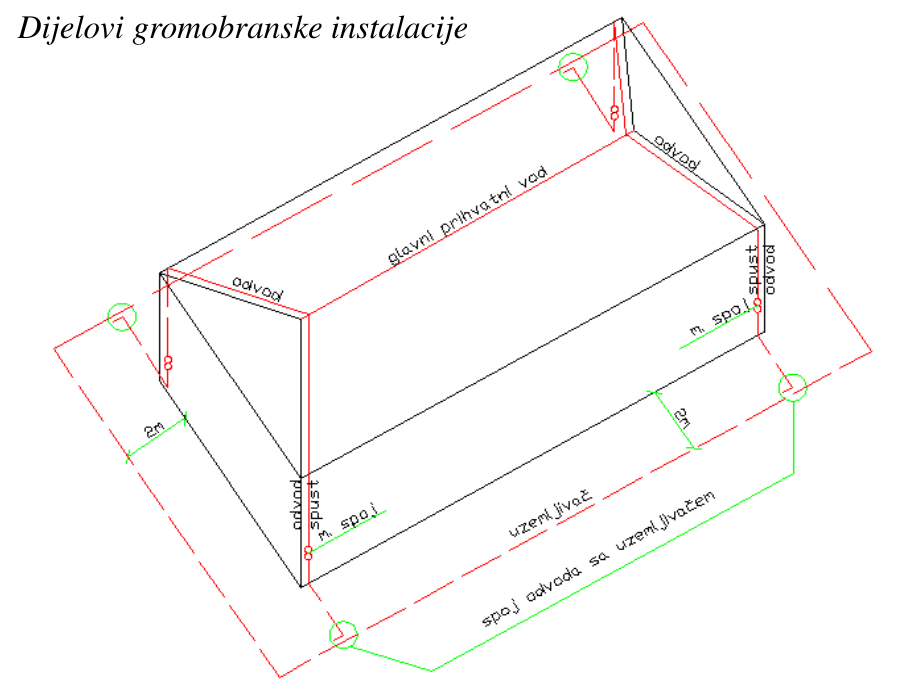 Dijelovi gromobranske instalacije
odvod
glavni prihvatni vod
odvod
spust
odvod
m. spoj
2m
2m
odvod
spust
m. spoj
uzemljivač
spoj odvoda sa uzemljivačem